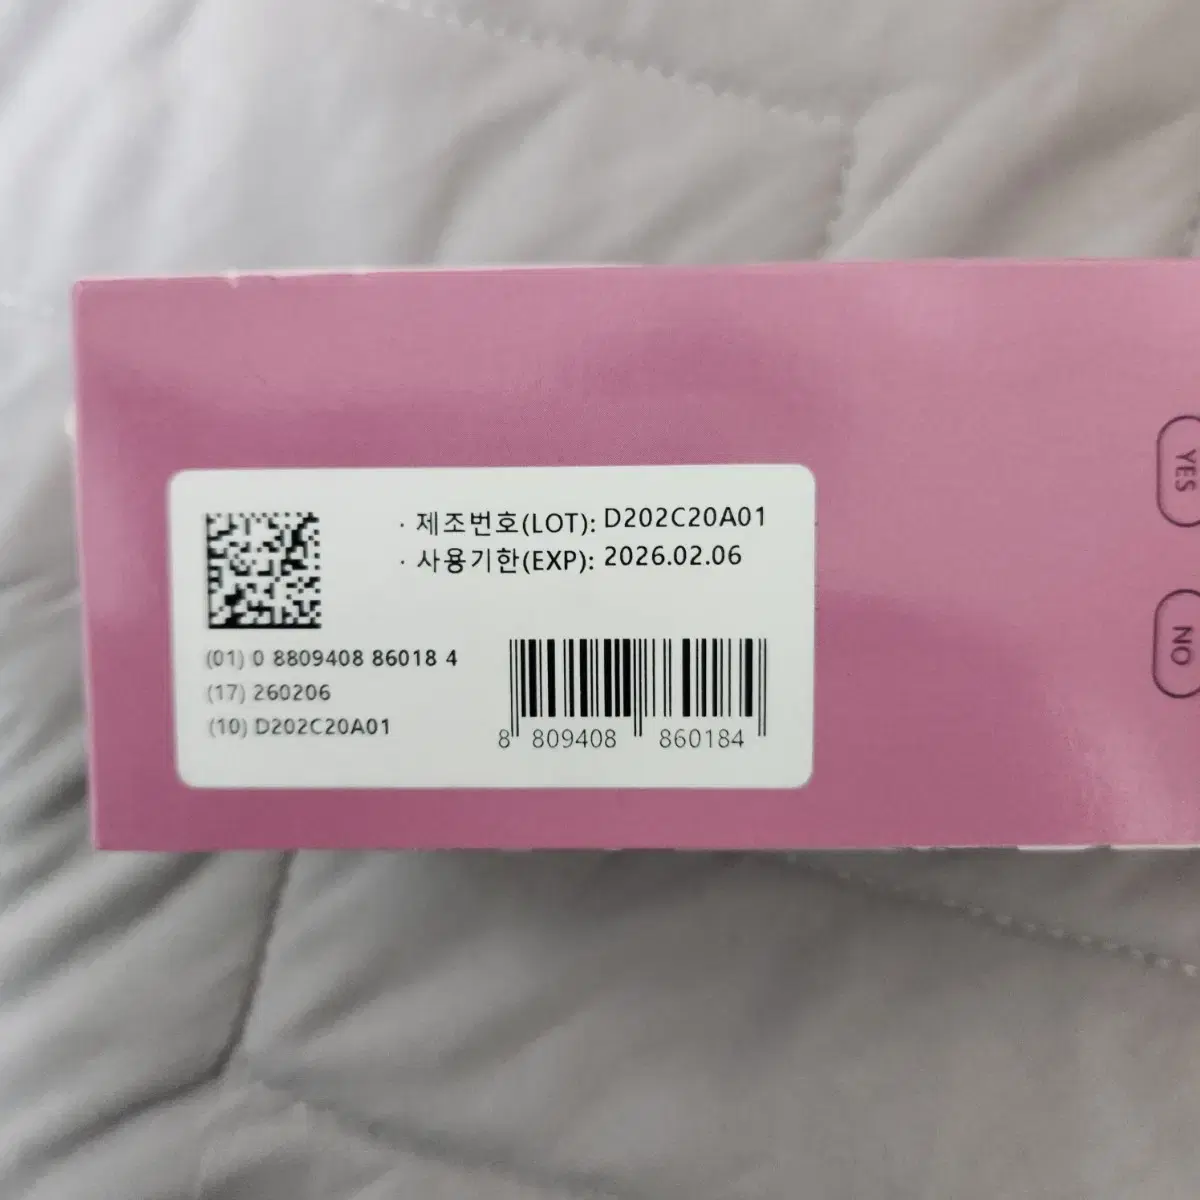 · 제조번호(LOT): D202C20A01
· 사용기한(EXP): 2026.02.06
(01) 0 8809408 86018 4
(17) 260206
(10) D202C20A01
8 809408 860184
YES
NO